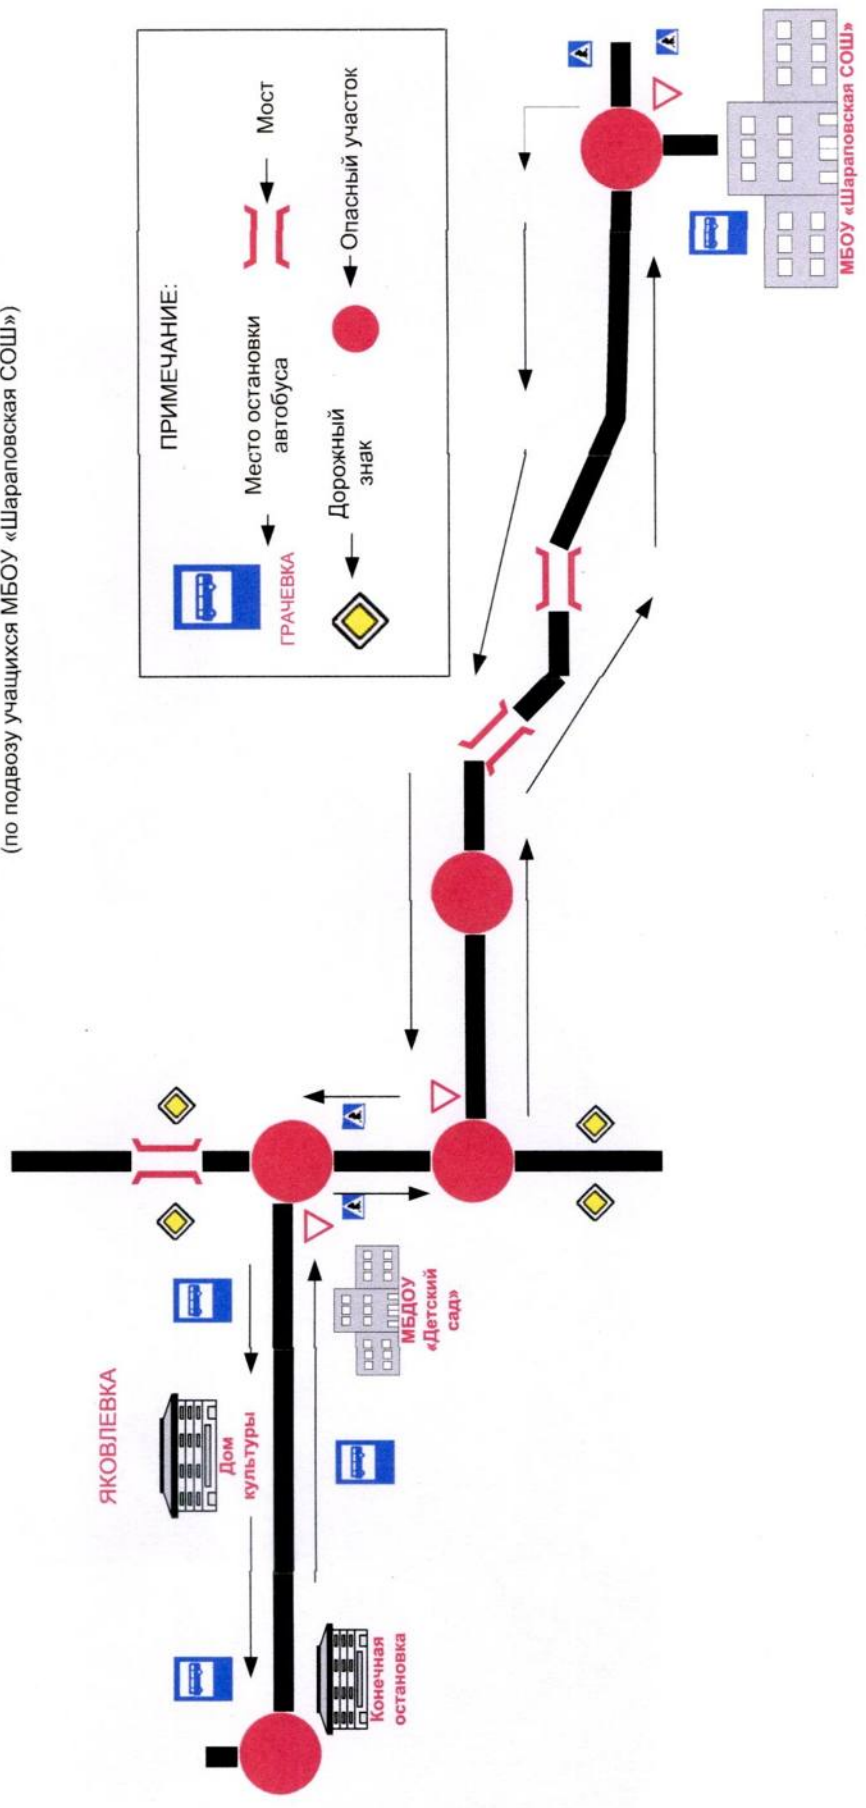 (по подвозу учащихся МБОУ «Шараповская СОШ»)
ПРИМЕЧАНИЕ:
Место остановки
автобуса
Мост
ГРАЧЕВКА
Дорожный
знак
Опасный участок
ЯКОВЛЕВКА
Дом
культуры
Конечная
остановка
МБДОУ
«Детский
сад»
МБОУ «Шараповская СОШ»